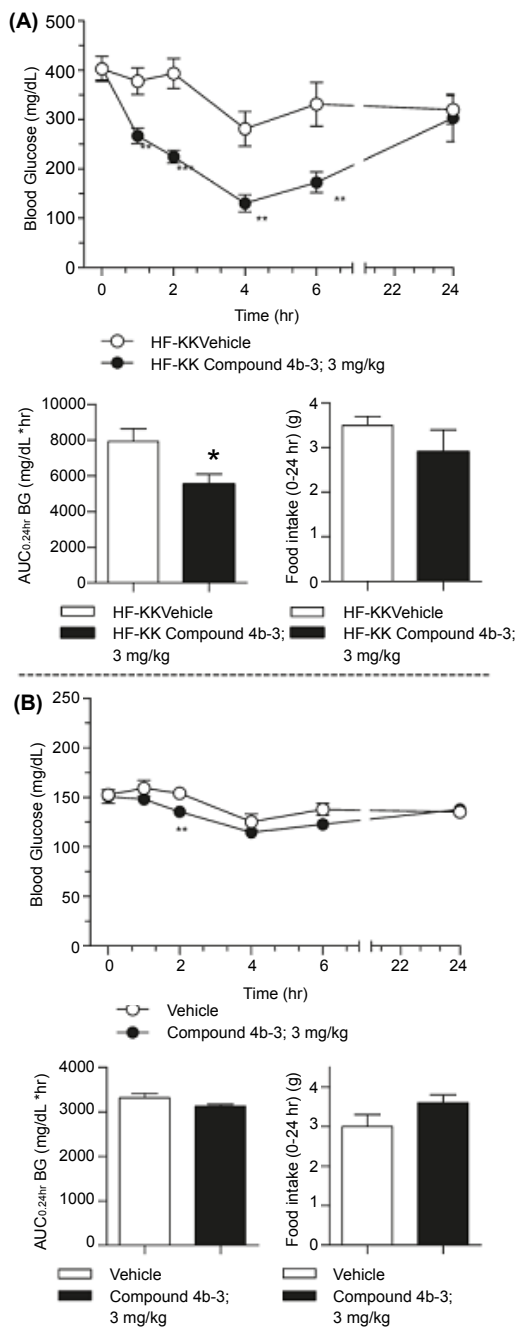 (A)
500
400
300
200
100
0
Blood Glucose (mg/dL)
**
***
**
**
0 2 4 6 22 24
Time (hr)
HF-KKVehicle
HF-KK Compound 4b-3; 3 mg/kg
10000
8000
6000
4000
2000
0
AUC0.24hr BG (mg/dL *hr)
*
HF-KKVehicle
HF-KK Compound 4b-3;
3 mg/kg
4
3
2
1
0
Food intake (0-24 hr) (g)
HF-KKVehicle
HF-KK Compound 4b-3;
3 mg/kg
(B)
250
200
150
100
50
0
Blood Glucose (mg/dL)
**
0 2 4 6 22 24
Time (hr)
Vehicle
Compound 4b-3; 3 mg/kg
4000
3000
2000
1000
0
AUC0.24hr BG (mg/dL *hr)
Vehicle
Compound 4b-3;
3 mg/kg
4
3
2
1
0
Food intake (0-24 hr) (g)
Vehicle
Compound 4b-3;
3 mg/kg